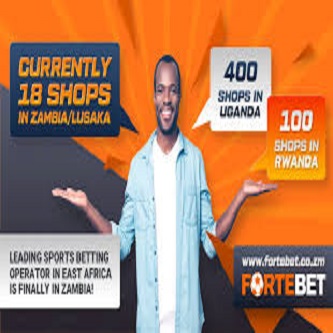 CURRENTLY
18 SHOPS
IN ZAMBIA/LUSAKA
400
SHOPS IN
UGANDA
100
SHOPS IN
RWANDA
LEADING SPORTS BETTING
OPERATOR IN EAST AFRICA
IS FINALLY IN ZAMBIA!
www.fortebet.co.zm
FORTEBET